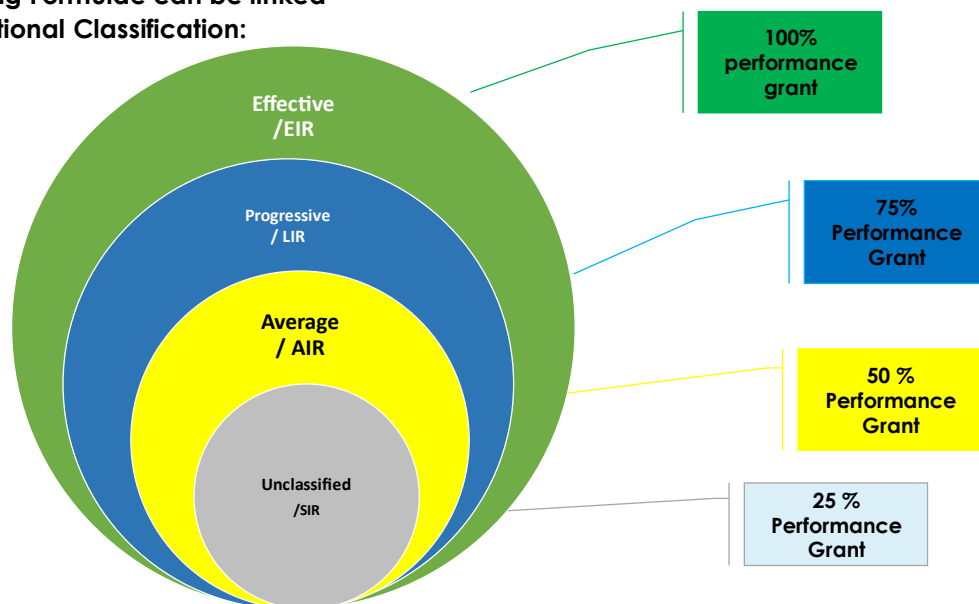 g Formulae can be linked
tional Classification:
Effective
/EIR
Progressive
/ LIR
Average
/ AIR
Unclassified
/SIR
100%
performance
grant
75%
Performance
Grant
50 %
Performance
Grant
25 %
Performance
Grant